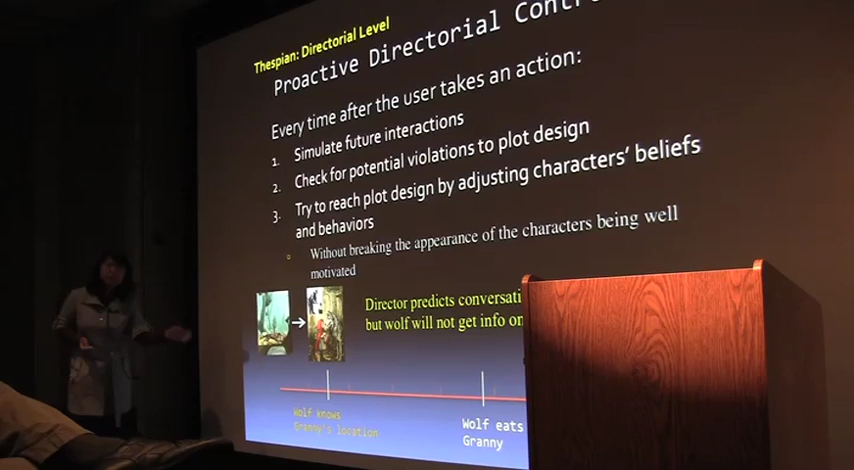 Thespian: Directorial Level
Proactive Directorial
Every time after the user takes an action:
1. Simulate future interactions
2. Check for potential violations to plot design
3. Try to reach plot design by adjusting characters' beliefs
and behaviors
Without breaking the appearance of the characters being well
motivated
Director predicts
but wolf will not get info
Wolf knows
Granny's location
Wolf eats
Granny